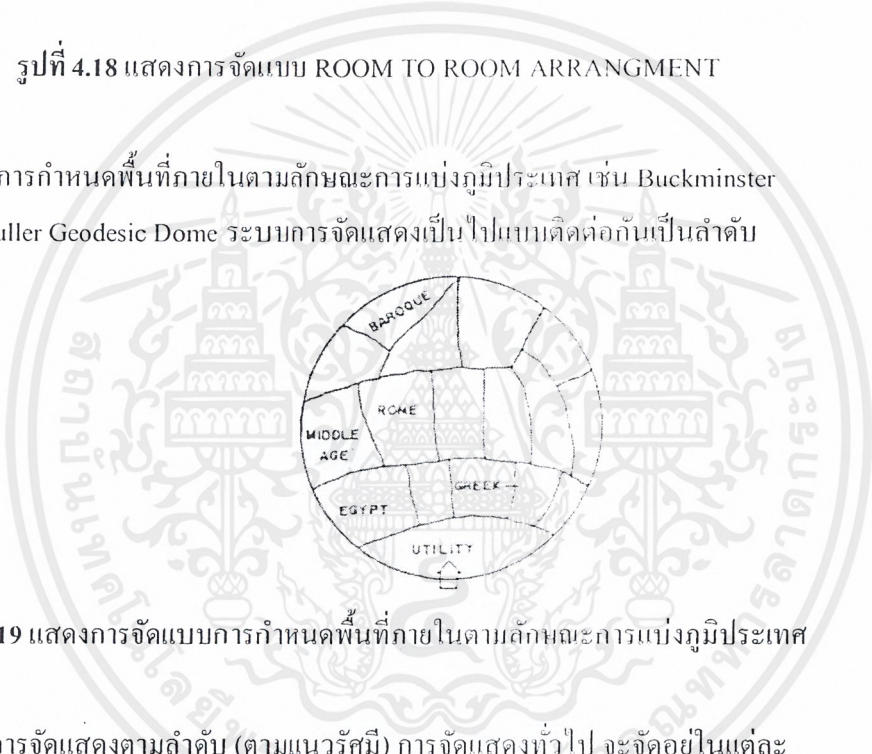 รูปที่ 4.18 แสดงการจัดแบบ ROOM TO ROOM ARRANGMENT
การกำหนดพื้นที่ภายในตามลักษณะการแบ่งภูมิประเทศ เช่น Buckminster
uller Geodesic Dome ระบบการจัดแสดงเป็นไปแบบติดต่อกันเป็นลำดับ
BAROQUE
ROME
MIDDLE
AGE
GREEK
EGYPT
UTILITY
19 แสดงการจัดแบบการกำหนดพื้นที่ภายในตามลักษณะการแบ่งภูมิประเทศ
การจัดแสดงตามลำดับ (ตามแนวรัศมี) การจัดแสดงทั่วไป จะจัดอยู่ในแต่ละ